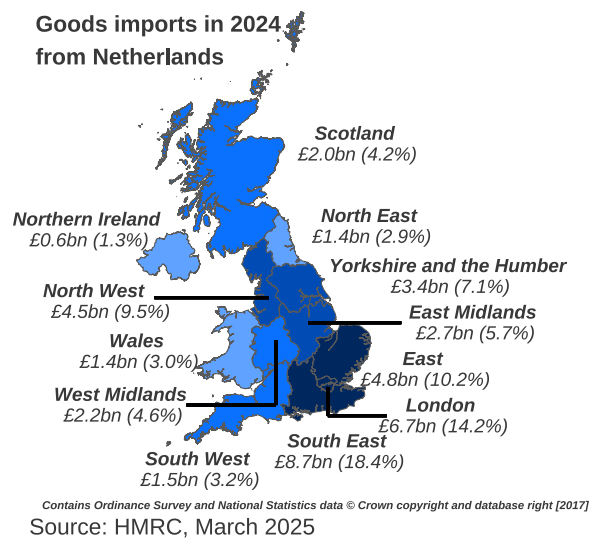 Goods imports in 2024
from Netherlands
Scotland
£2.0bn (4.2%)
Northern Ireland
£0.6bn (1.3%)
North East
£1.4bn (2.9%)
Yorkshire and the Humber
£3.4bn (7.1%)
North West
£4.5bn (9.5%)
East Midlands
£2.7bn (5.7%)
Wales
£1.4bn (3.0%)
East
£4.8bn (10.2%)
West Midlands
£2.2bn (4.6%)
London
£6.7bn (14.2%)
South East
£8.7bn (18.4%)
South West
£1.5bn (3.2%)
Contains Ordinance Survey and National Statistics data © Crown copyright and database right [2017]
Source: HMRC, March 2025